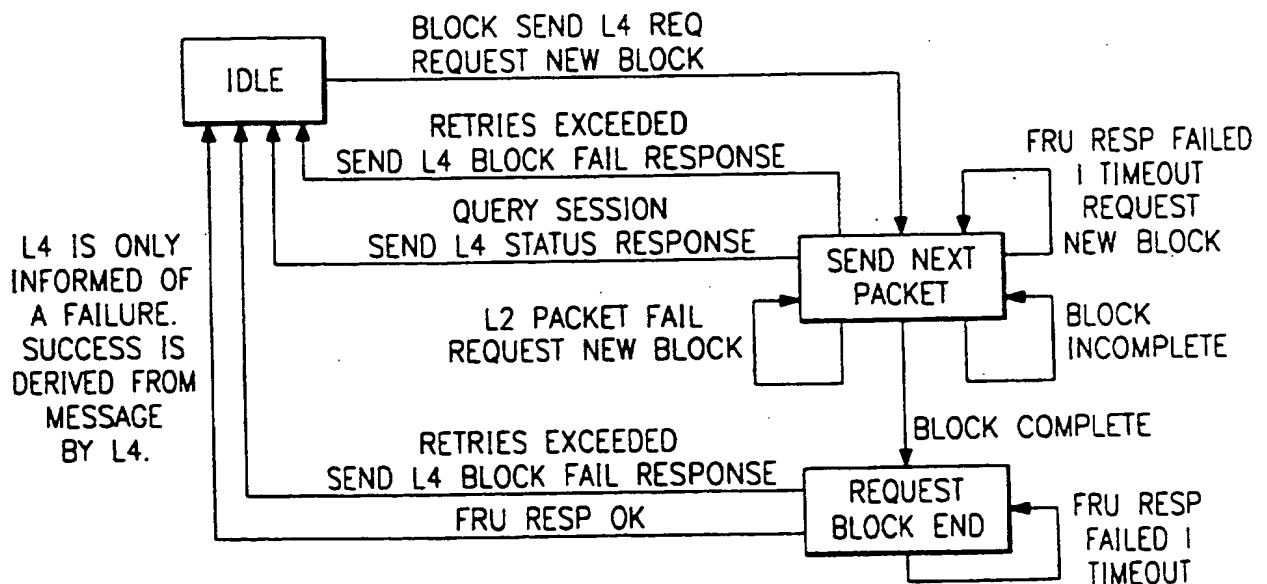 BLOCK SEND L4 REQ
REQUEST NEW BLOCK
IDLE
RETRIES EXCEEDED
SEND L4 BLOCK FAIL RESPONSE
FRU RESP FAILED
I TIMEOUT
REQUEST
NEW BLOCK
QUERY SESSION
SEND L4 STATUS RESPONSE
L4 IS ONLY
INFORMED OF
A FAILURE.
SUCCESS IS
DERIVED FROM
MESSAGE
BY L4.
SEND NEXT
PACKET
L2 PACKET FAIL
REQUEST NEW BLOCK
BLOCK
INCOMPLETE
BLOCK COMPLETE
RETRIES EXCEEDED
SEND L4 BLOCK FAIL RESPONSE
FRU RESP OK
REQUEST
BLOCK END
FRU RESP
FAILED I
TIMEOUT